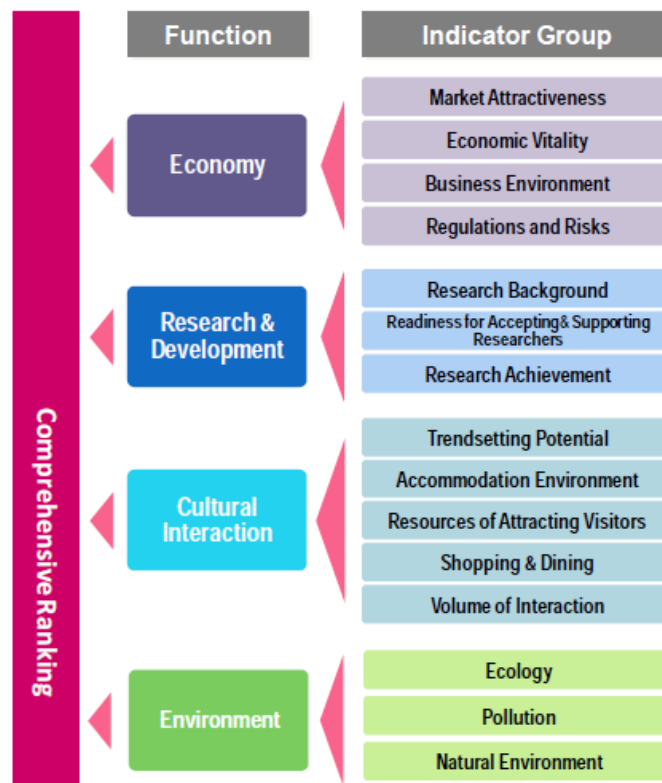 Function
Indicator Group
Comprehensive Ranking
Economy
Market Attractiveness
Economic Vitality
Business Environment
Regulations and Risks
Research &
Development
Research Background
Readiness for Accepting& Supporting
Researchers
Research Achievement
Cultural
Interaction
Trendsetting Potential
Accommodation Environment
Resources of Attracting Visitors
Shopping & Dining
Volume of Interaction
Environment
Ecology
Pollution
Natural Environment